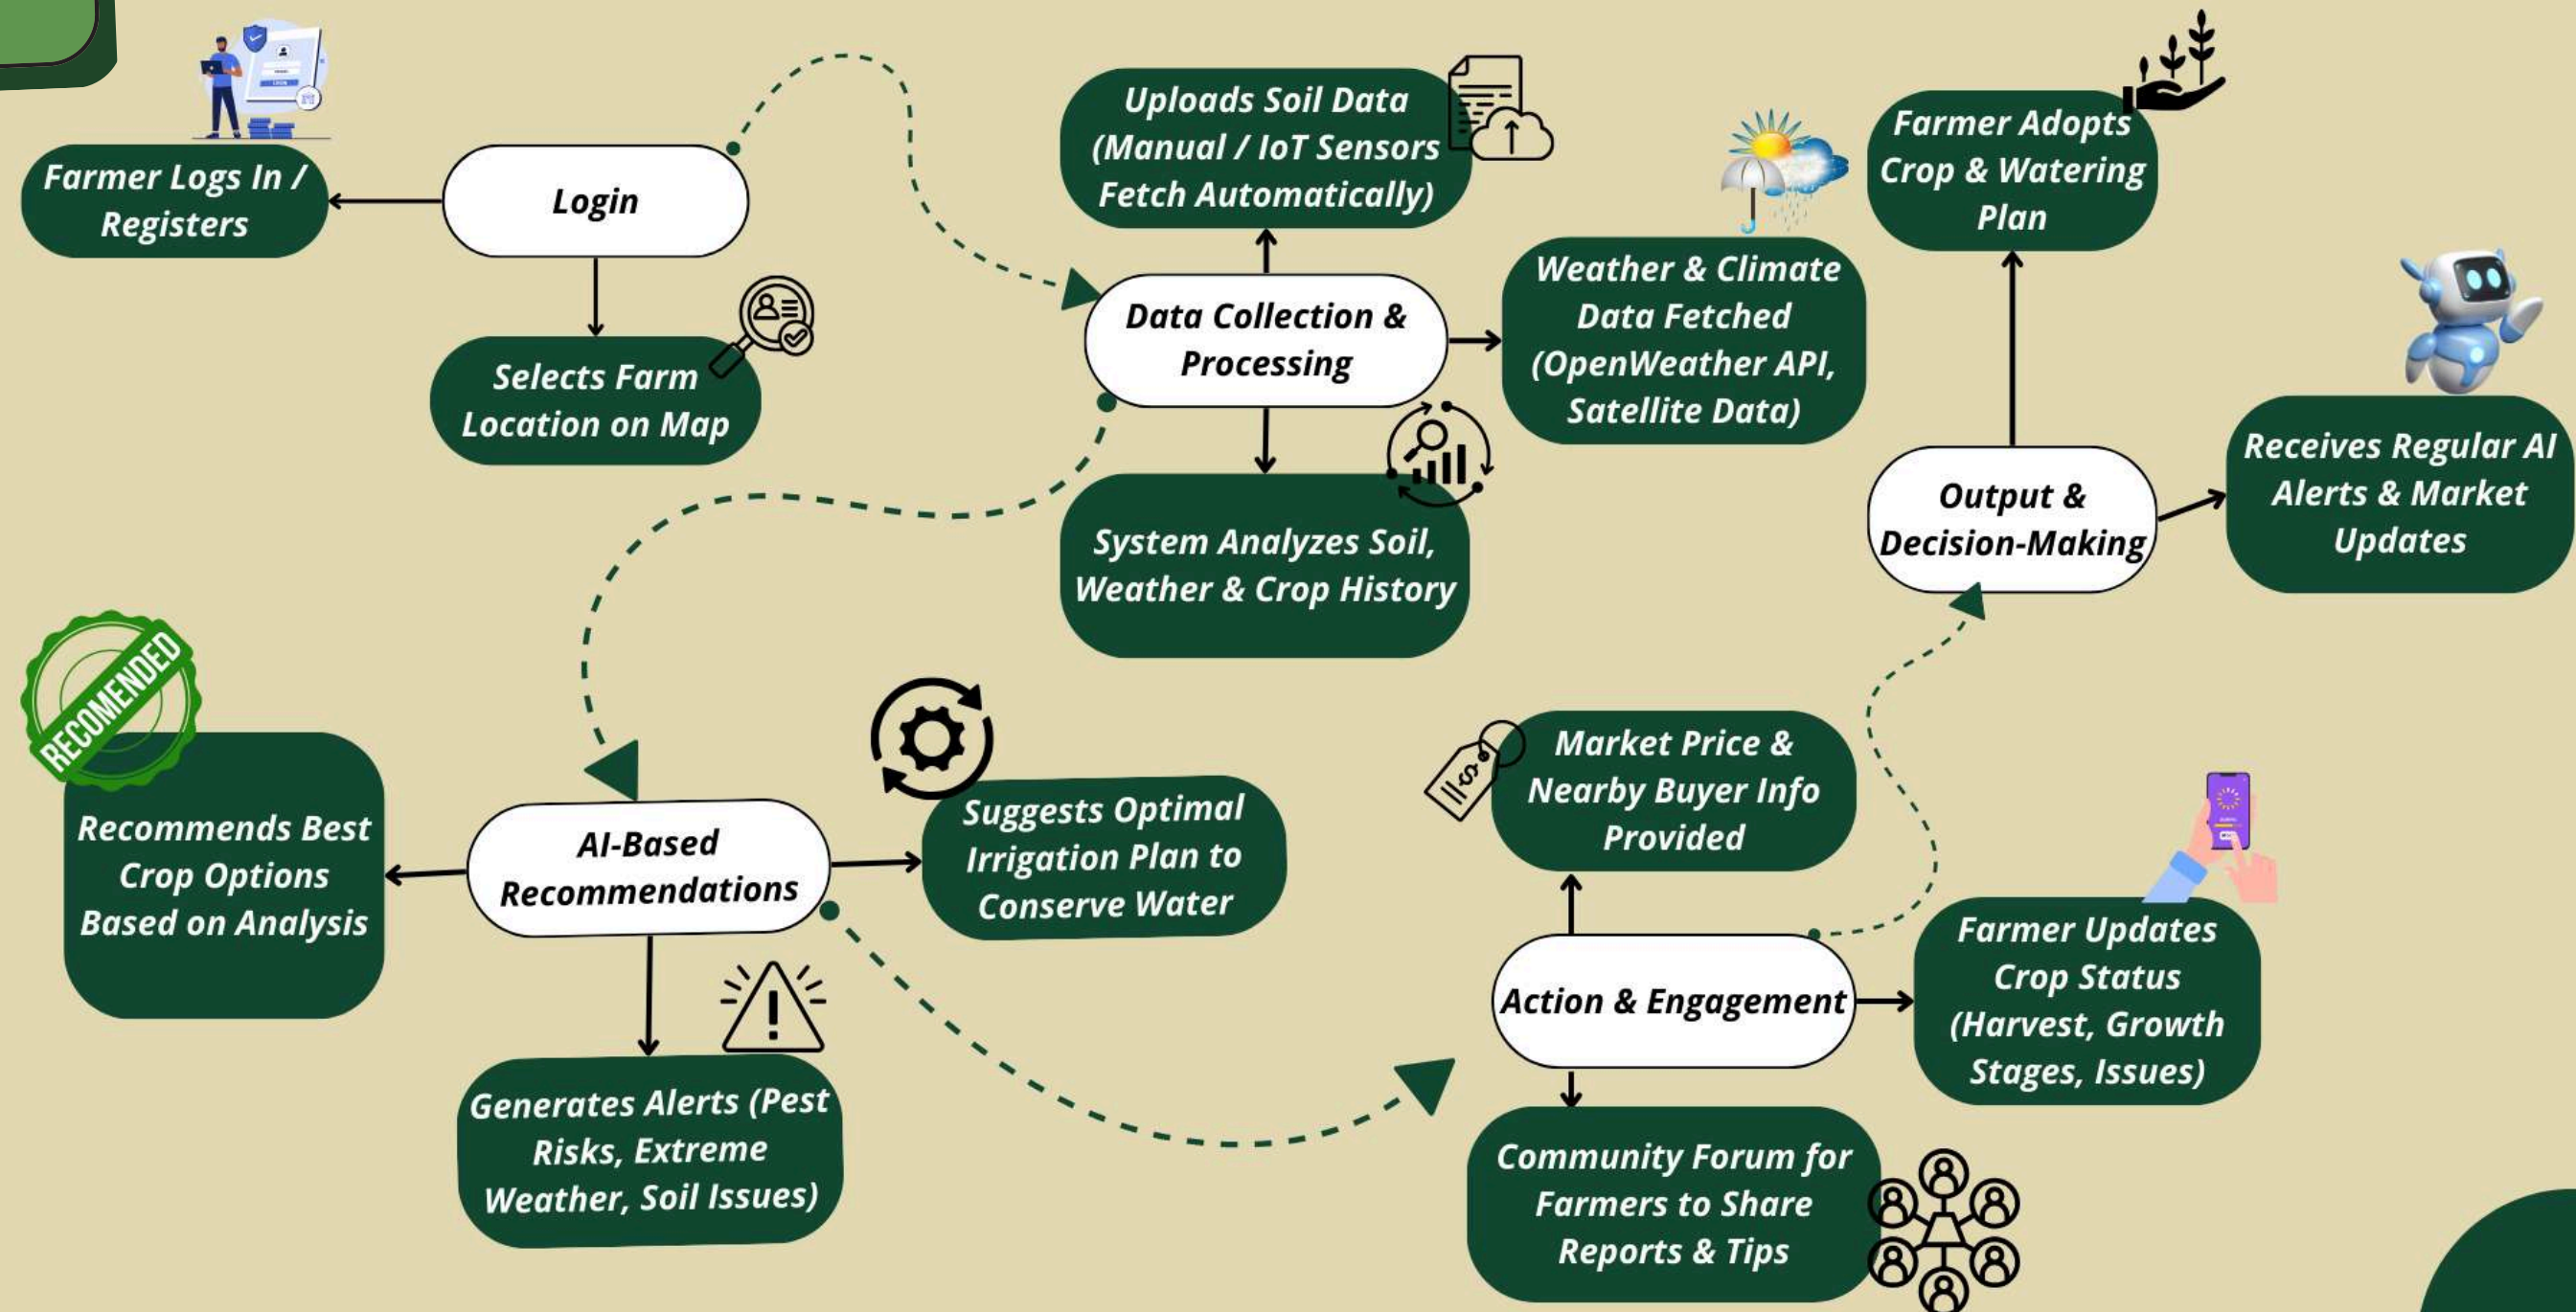 Farmer Logs In /
Registers
Login
Selects Farm
Location on Map
Uploads Soil Data
(Manual / IoT Sensors
Fetch Automatically)
Data Collection &
Processing
Weather & Climate
Data Fetched
(OpenWeather API,
Satellite Data)
System Analyzes Soil,
Weather & Crop History
RECOMENDED
Recommends Best
Crop Options
Based on Analysis
AI-Based
Recommendations
Suggests Optimal
Irrigation Plan to
Conserve Water
Generates Alerts (Pest
Risks, Extreme
Weather, Soil Issues)
Market Price &
Nearby Buyer Info
Provided
Action & Engagement
Farmer Updates
Crop Status
(Harvest, Growth
Stages, Issues)
Community Forum for
Farmers to Share
Reports & Tips
Farmer Adopts
Crop & Watering
Plan
Output &
Decision-Making
Receives Regular AI
Alerts & Market
Updates